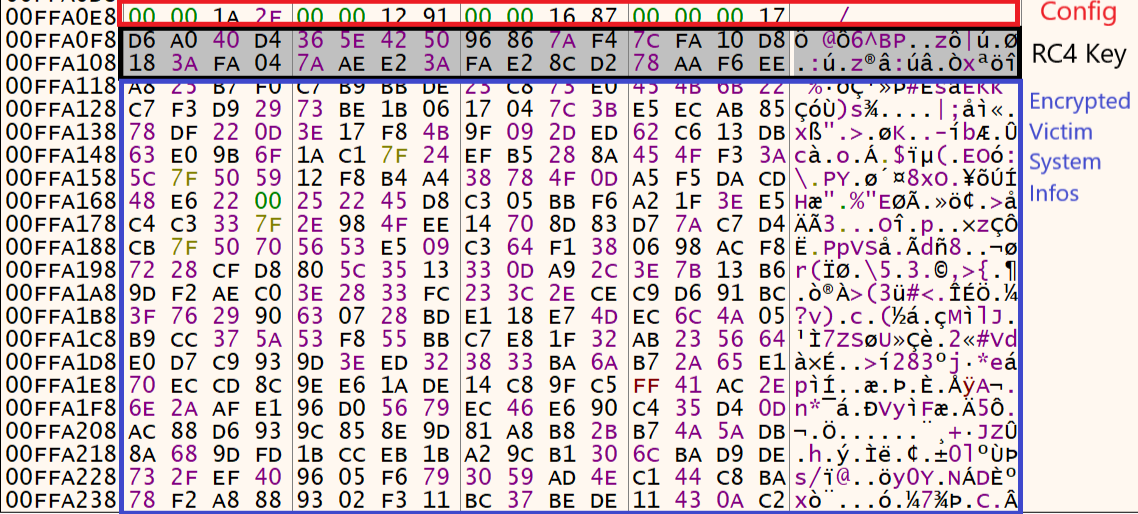 00FFA0E8 00 00 1A 2E 00 00 12 91 00 00 16 87 00 00 00 17 /
00FFA0F8 D6 A0 40 D4 36 5E 42 50 96 86 7A F4 7C FA 10 D8 Ö @Ô6^BP..zô|ú.Ø
00FFA108 18 3A FA 04 7A AE E2 3A FA E2 8C D2 78 AA F6 EE .:ú.z®â:úâ.Òxªöî
00FFA118 A8 25 B7 F0 C7 B9 BB DE 23 C8 73 E0 45 4B 6B 22
00FFA128 C7 F3 D9 29 73 BE 1B 06 17 04 7C 3B E5 EC AB 85 ÇóÙ)s¾....|;åì«.
00FFA138 78 DF 22 0D 3E 17 F8 4B 9F 09 2D ED 62 C6 13 DB xß".>.øK..-íbÆ.Û
00FFA148 63 E0 9B 6F 1A C1 7F 24 EF B5 28 8A 45 4F F3 3A cà.o.Á.$ïµ(.EOó:
00FFA158 5C 7F 50 59 12 F8 B4 A4 38 78 4F 0D A5 F5 DA CD \.PY.ø´¤8xO.¥õÚÍ
00FFA168 48 E6 22 00 25 22 45 D8 C3 05 BB F6 A2 1F 3E E5 Hæ".%"EØÃ.»ö¢.>å
00FFA178 C4 C3 33 7F 2E 98 4F EE 14 70 8D 83 D7 7A C7 D4 ÄÃ3...Oî.p..×zÇÔ
00FFA188 CB 7F 50 70 56 53 E5 09 C3 64 F1 38 06 98 AC F8 Ë.PpVSå.Ãdñ8..¬ø
00FFA198 72 28 CF D8 80 5C 35 13 33 0D A9 2C 3E 7B 13 B6 r(ÏØ.\5.3.©,>{.¶
00FFA1A8 9D F2 AE C0 3E 28 33 FC 23 3C 2E CE C9 D6 91 BC .ò®À>(3ü#<.ÎÉÖ.¼
00FFA1B8 3F 76 29 90 63 07 28 BD E1 18 E7 4D EC 6C 4A 05 ?v).c.(½á.çMìlJ.
00FFA1C8 B9 CC 37 5A 53 F8 55 BB C7 E8 1F 32 AB 23 56 64 ¹Ì7ZSøU»Çè.2«#Vd
00FFA1D8 E0 D7 C9 93 9D 3E ED 32 38 33 BA 6A B7 2A 65 E1 à×É..>í283ºj·*eá
00FFA1E8 70 EC CD 8C 9E E6 1A DE 14 C8 9F C5 FF 41 AC 2E pìÍ..æ.Þ.È.ÅÿA¬.
00FFA1F8 6E 2A AF E1 96 D0 56 79 EC 46 E6 90 C4 35 D4 0D n*¯á.ÐVyìFæ.Ä5Ô.
00FFA208 AC 88 D6 93 9C 85 8E 9D 81 A8 B8 2B B7 4A 5A DB ¬.Ö......¨¸+·JZÛ
00FFA218 8A 68 9D FD 1B CC EB 1B A2 9C B1 30 6C BA D9 DE .h.ý.Ìë.¢.±0lºÙÞ
00FFA228 73 2F EF 40 96 05 F6 79 30 59 AD 4E C1 44 C8 BA s/ï@..öy0Y.NÁDÈº
00FFA238 78 F2 A8 88 93 02 F3 11 BC 37 BE DE 11 43 0A C2 xò¨...ó.¼7¾Þ.C.Â
Config
RC4 Key
Encrypted
Victim
System
Infos